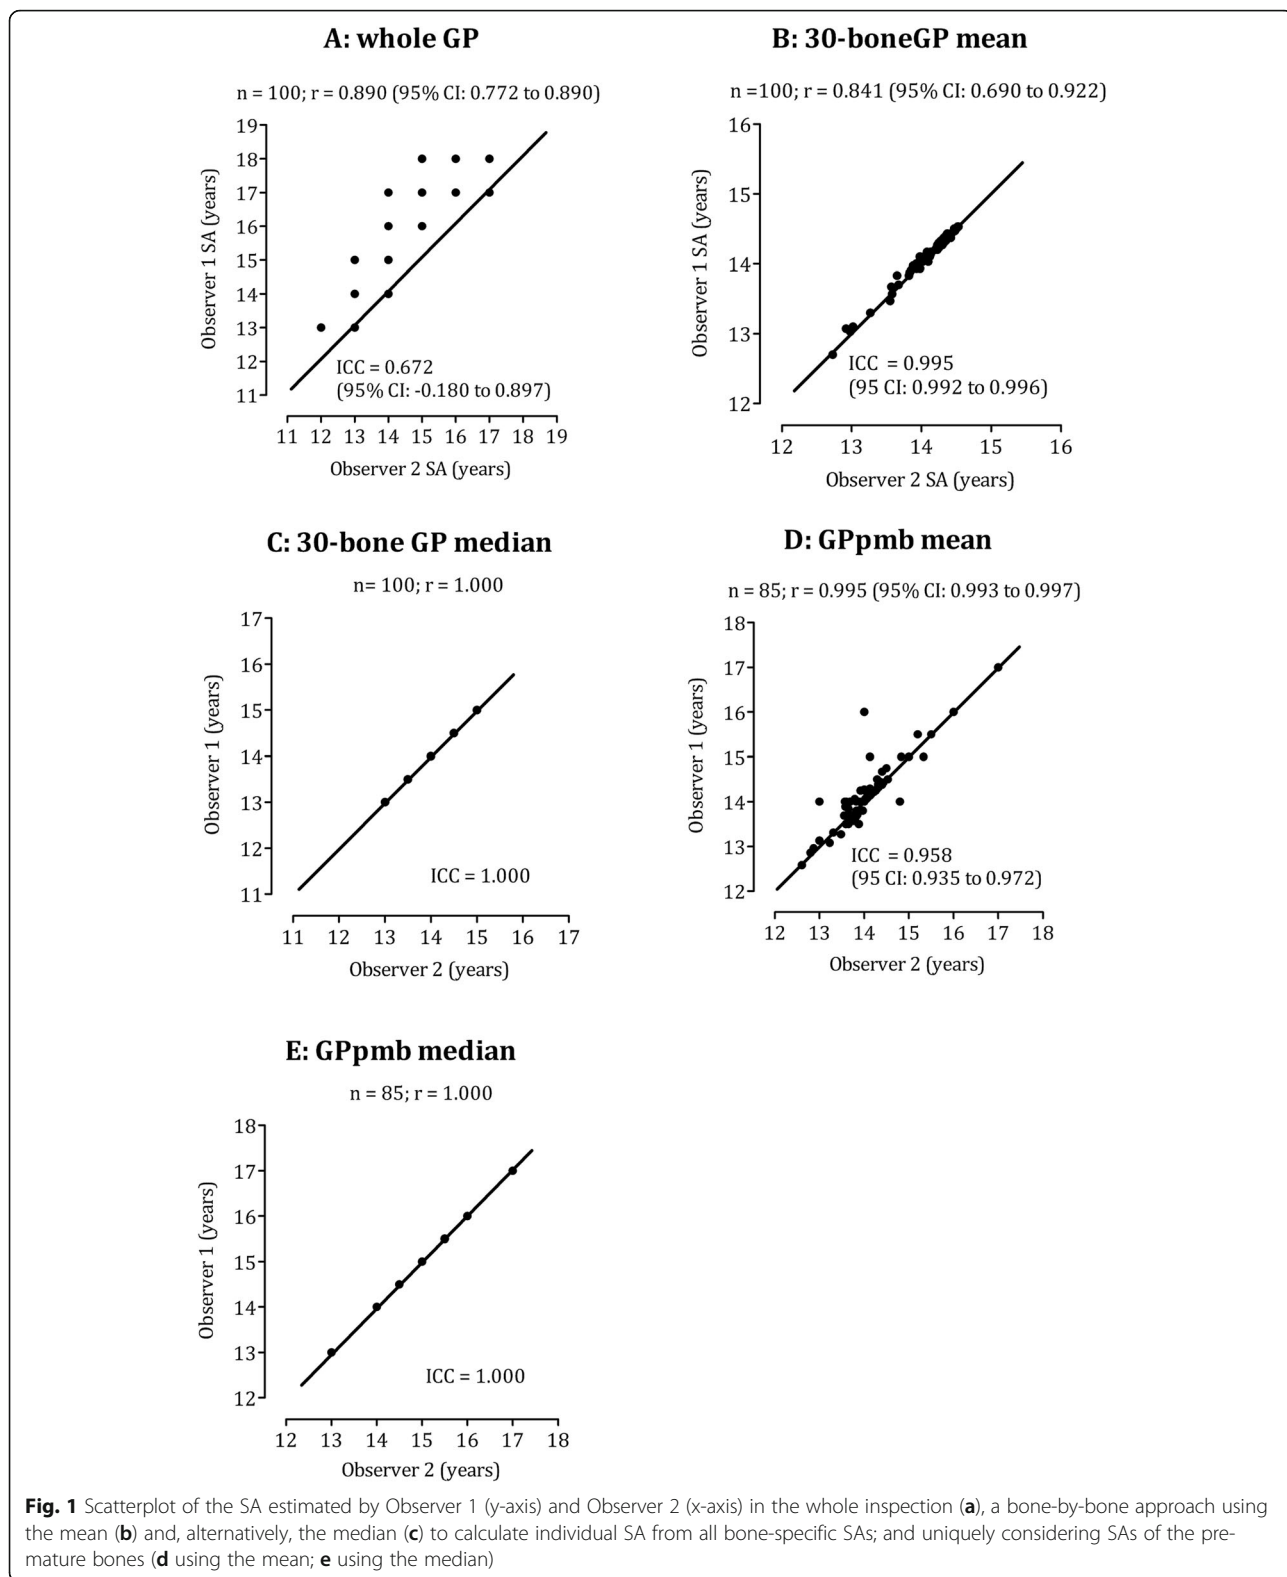 A: whole GP
n = 100; r = 0.890 (95% CI: 0.772 to 0.890)
19
18
17
16
15
14
13
12
11
Observer 1 SA (years)
ICC = 0.672
(95% CI: -0.180 to 0.897)
11 12 13 14 15 16 17 18 19
Observer 2 SA (years)
B: 30-boneGP mean
n =100; r = 0.841 (95% CI: 0.690 to 0.922)
16
15
14
13
12
Observer 1 SA (years)
ICC = 0.995
(95 CI: 0.992 to 0.996)
12 13 14 15 16
Observer 2 SA (years)
C: 30-bone GP median
n= 100; r = 1.000
17
16
15
14
13
12
11
Observer 1 (years)
ICC = 1.000
11 12 13 14 15 16 17
Observer 2 (years)
D: GPpmb mean
n = 85; r = 0.995 (95% CI: 0.993 to 0.997)
18
17
16
15
14
13
12
Observer 1 (years)
ICC = 0.958
(95 CI: 0.935 to 0.972)
12 13 14 15 16 17 18
Observer 2 (years)
E: GPpmb median
n = 85; r = 1.000
18
17
16
15
14
13
12
Observer 1 (years)
ICC = 1.000
12 13 14 15 16 17 18
Observer 2 (years)
Fig. 1 Scatterplot of the SA estimated by Observer 1 (y-axis) and Observer 2 (x-axis) in the whole inspection (a), a bone-by-bone approach using
the mean (b) and, alternatively, the median (c) to calculate individual SA from all bone-specific SAs; and uniquely considering SAs of the pre-
mature bones (d using the mean; e using the median)